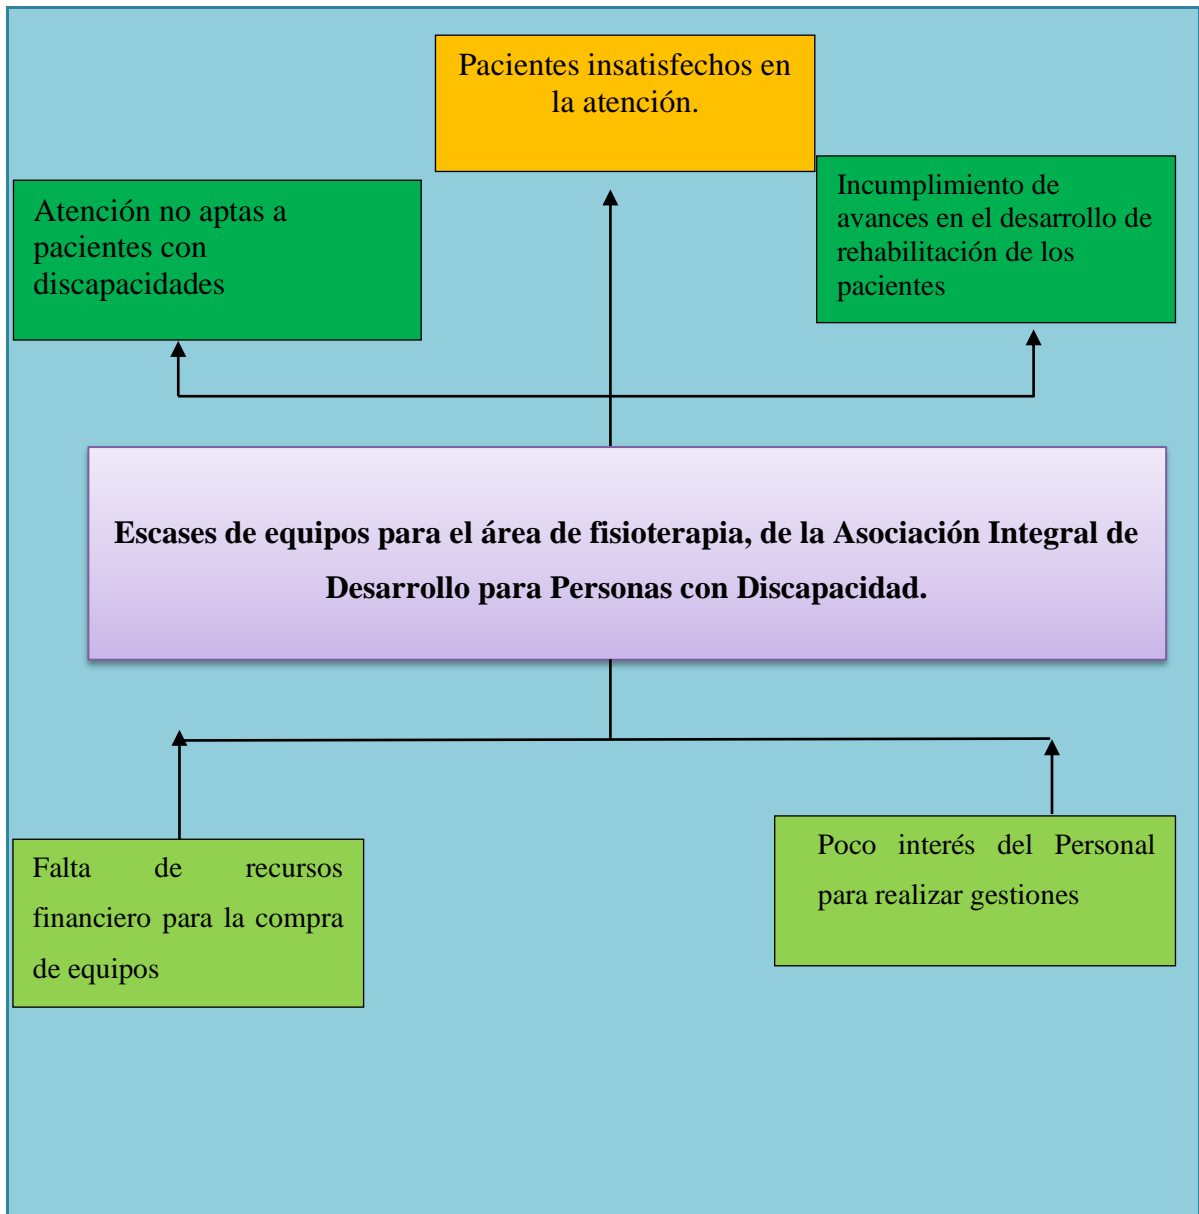 Pacientes insatisfechos en
la atención.
Atención no aptas a
pacientes con
discapacidades
Incumplimiento de
avances en el desarrollo de
rehabilitación de los
pacientes
Escases de equipos para el área de fisioterapia, de la Asociación Integral de
Desarrollo para Personas con Discapacidad.
Falta de recursos
financiero para la compra
de equipos
Poco interés del Personal
para realizar gestiones